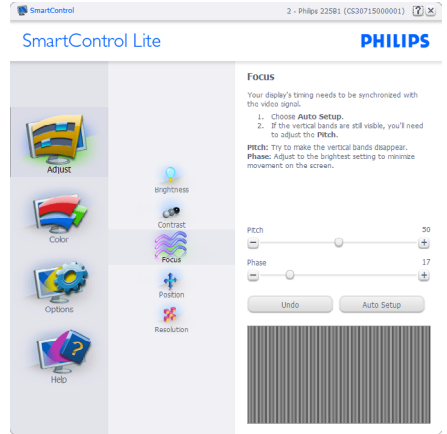 SmartControl
2 - Philips 225B1 (CS3071S000001)
SmartControl Lite
PHILIPS
Adjust
Color
Options
Help
Brightness
Contrast
Focus
Position
Resolution
Focus
Your display's timing needs to be synchronized with
the video signal.
1. Choose Auto Setup.
2. If the vertical bands are still visible, you'll need
to adjust the Pitch.
Pitch: Try to make the vertical bands disappear.
Phase: Adjust to the brightest setting to minimize
movement on the screen.
Pitch 50
Phase 17
Undo Auto Setup